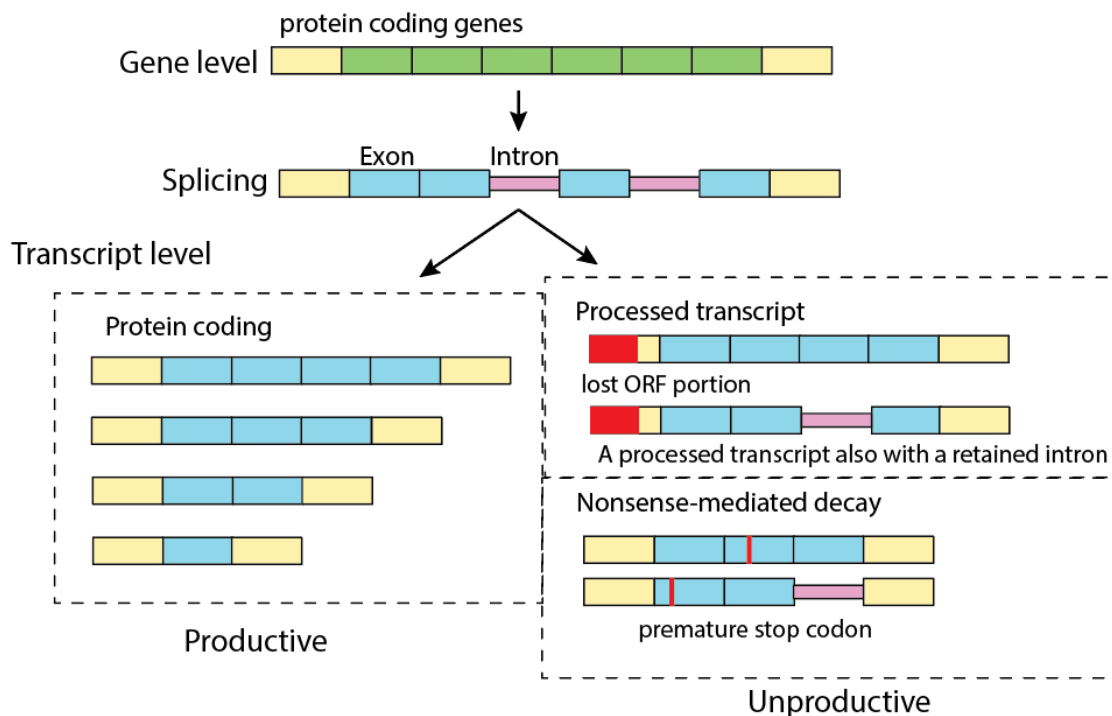 protein coding genes
Gene level
Exon
Intron
Splicing
Transcript level
Protein coding
Productive
Processed transcript
lost ORF portion
A processed transcript also with a retained intron
Nonsense-mediated decay
premature stop codon
Unproductive